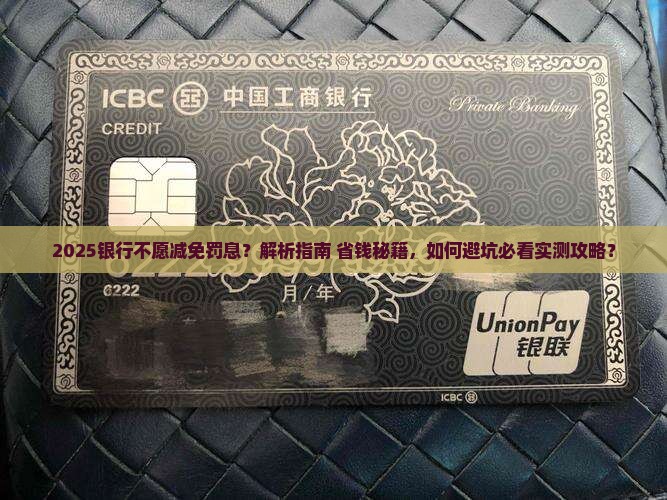 ICBC 中国工商银行
Private Banking
CREDIT
2025银行不愿减免罚息？解析指南 省钱秘籍，如何避坑必看实测攻略？
6222
月/年
UnionPay
银联
ICBC